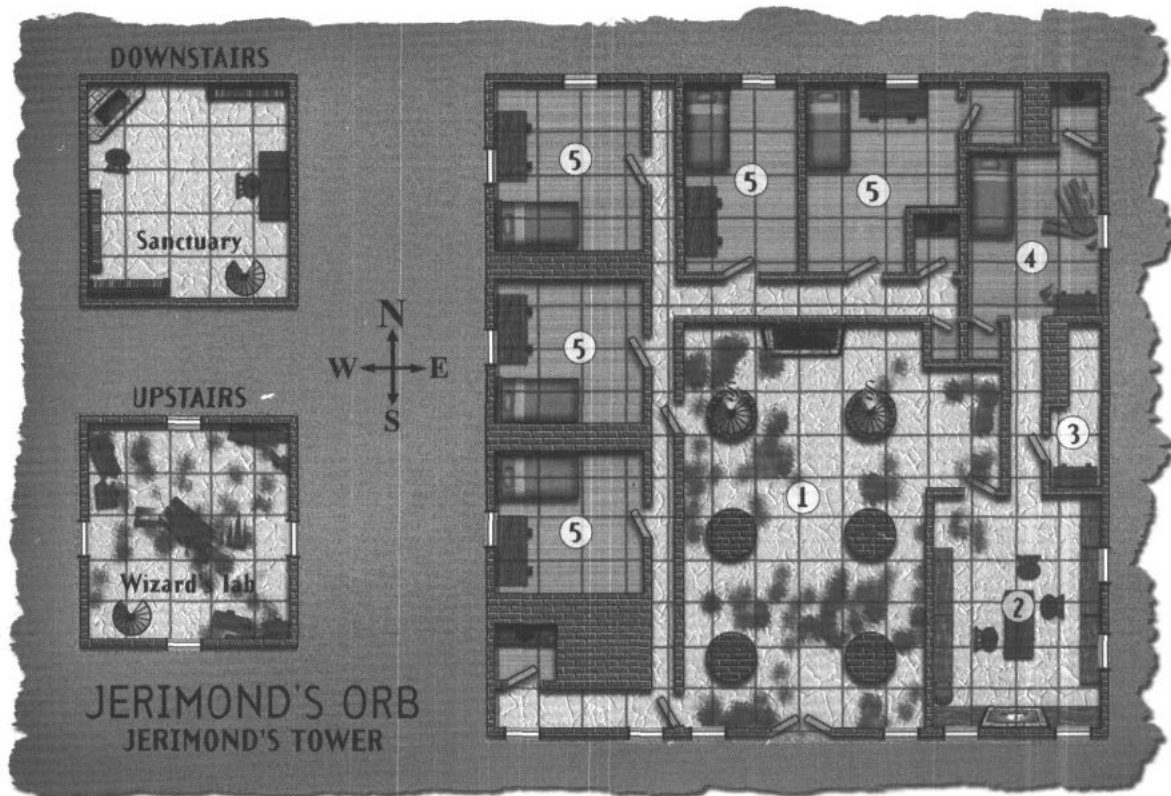 DOWNSTAIRS
Sanctuary
N
W E
S
UPSTAIRS
Wizard's lab
JERIMOND'S ORB
JERIMOND'S TOWER
5
5
5
4
5
S S
3
1
5
2